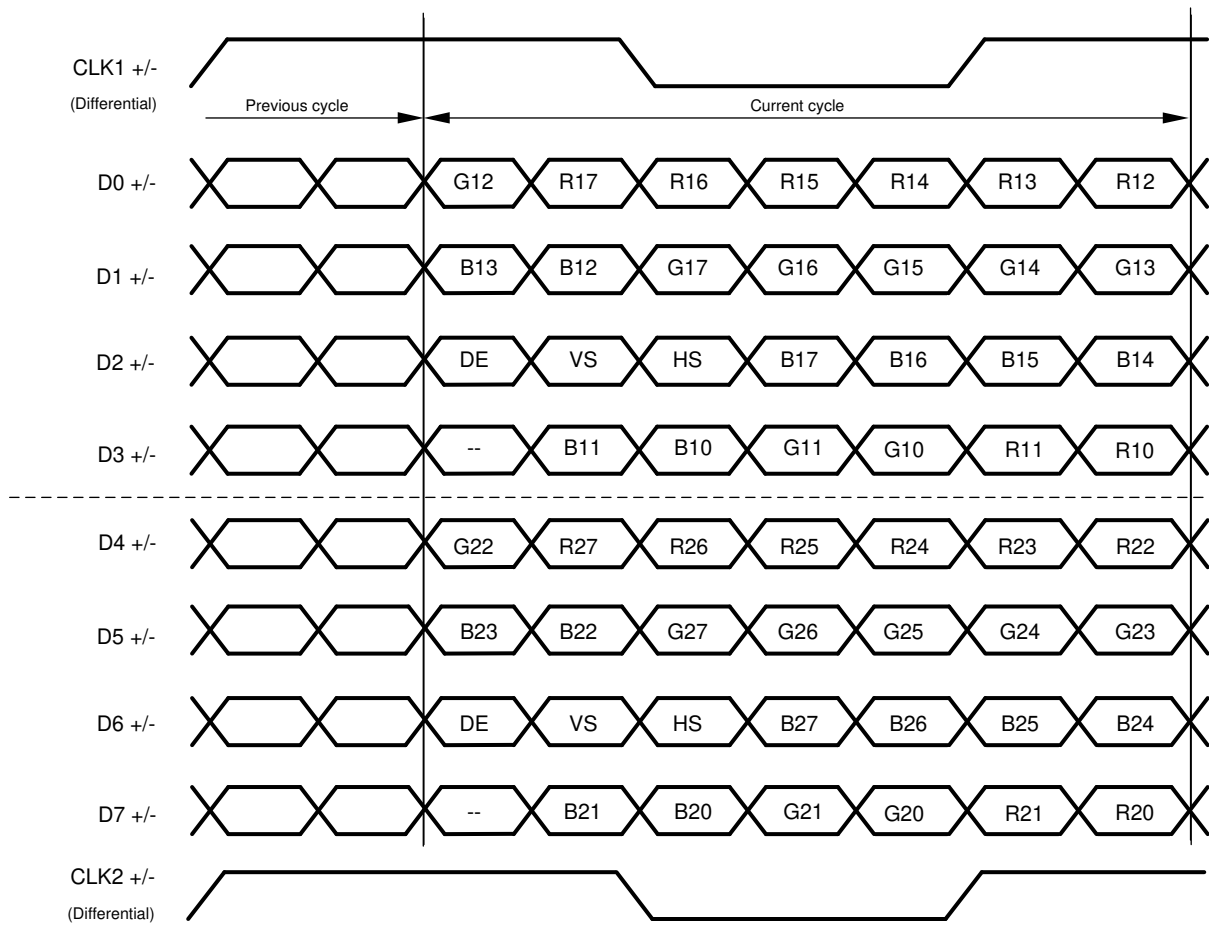 CLK1 +/-
(Differential)
Previous cycle Current cycle
D0 +/- G12 R17 R16 R15 R14 R13 R12
D1 +/- B13 B12 G17 G16 G15 G14 G13
D2 +/- DE VS HS B17 B16 B15 B14
D3 +/- -- B11 B10 G11 G10 R11 R10
D4 +/- G22 R27 R26 R25 R24 R23 R22
D5 +/- B23 B22 G27 G26 G25 G24 G23
D6 +/- DE VS HS B27 B26 B25 B24
D7 +/- -- B21 B20 G21 G20 R21 R20
CLK2 +/-
(Differential)